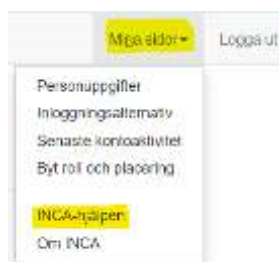 Mina sidor Logga ut
Personuppgifter
Inloggningsalternativ
Senaste kontoaktivitet
Byt roll och placering
INCA-hjälpen
Om INCA